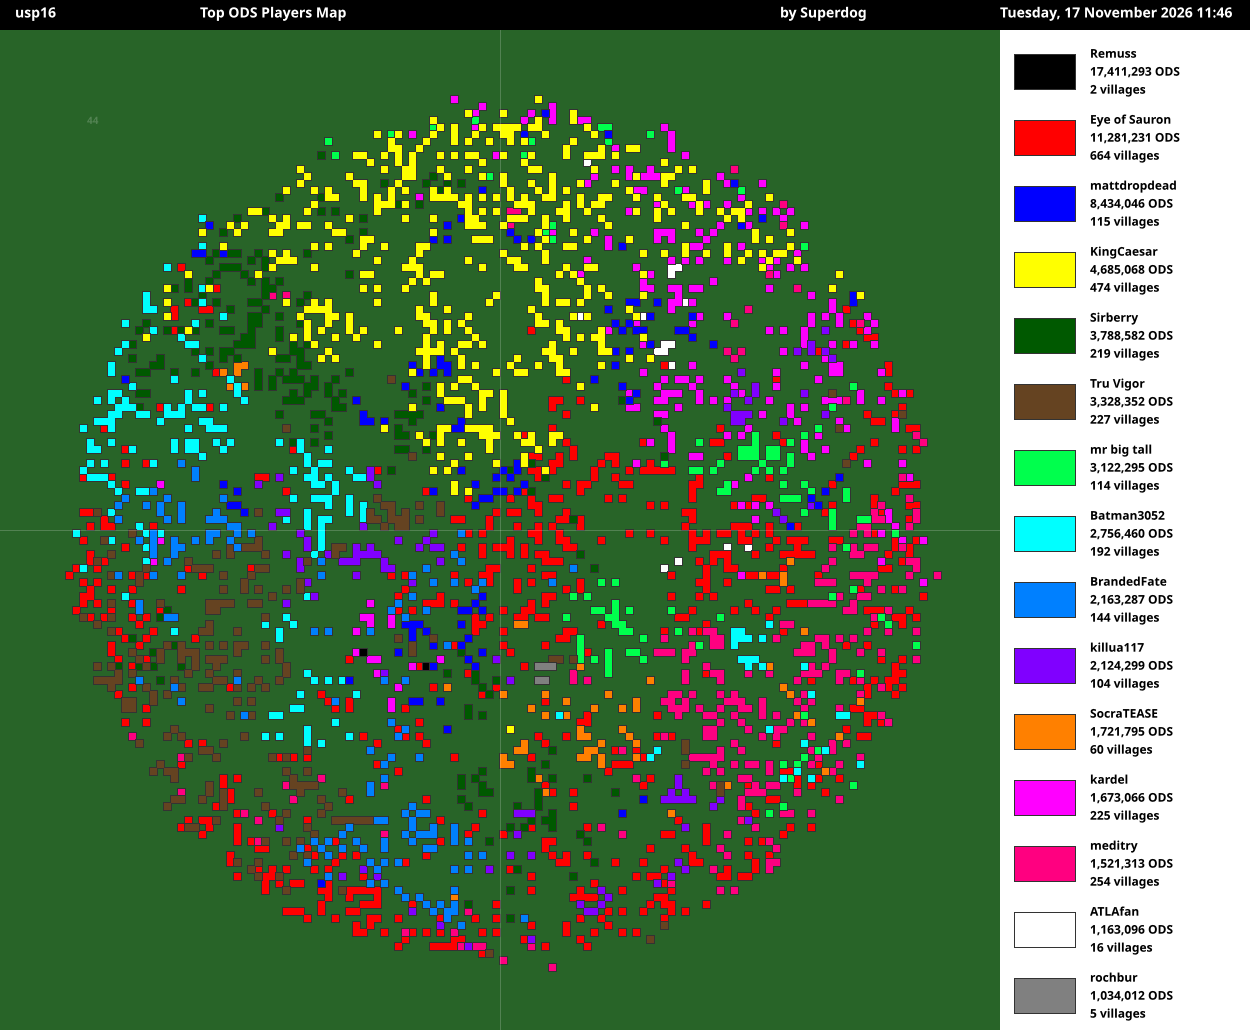 usp16 Top ODS Players Map by Superdog Tuesday, 17 November 2026 11:46
44
Remuss
17,411,293 ODS
2 villages
Eye of Sauron
11,281,231 ODS
664 villages
mattdropdead
8,434,046 ODS
115 villages
KingCaesar
4,685,068 ODS
474 villages
Sirberry
3,788,582 ODS
219 villages
Tru Vigor
3,328,352 ODS
227 villages
mr big tall
3,122,295 ODS
114 villages
Batman3052
2,756,460 ODS
192 villages
BrandedFate
2,163,287 ODS
144 villages
killua117
2,124,299 ODS
104 villages
SocraTEASE
1,721,795 ODS
60 villages
kardel
1,673,066 ODS
225 villages
meditry
1,521,313 ODS
254 villages
ATLAfan
1,163,096 ODS
16 villages
rochbur
1,034,012 ODS
5 villages